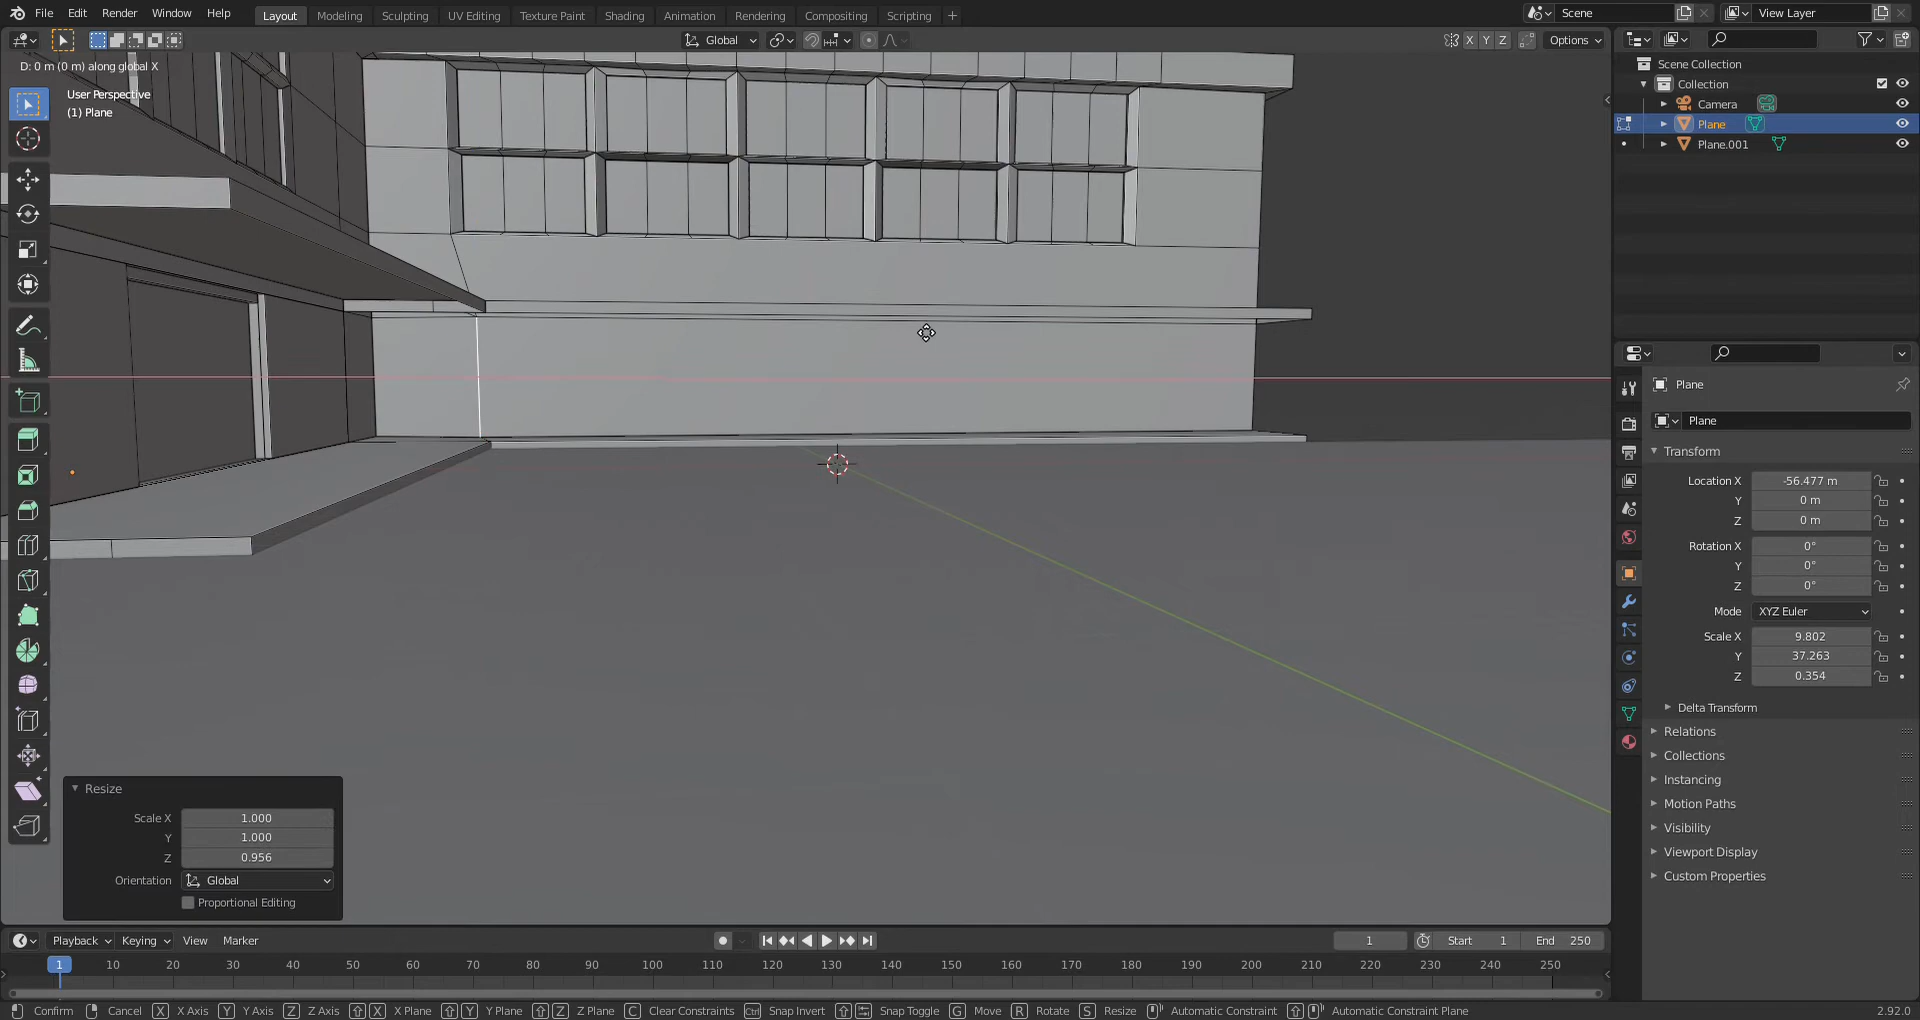 File Edit Render Window Help Layout Modeling Sculpting UV Editing Texture Paint Shading Animation Rendering Compositing Scripting + Scene View Layer
Global X Y Z Options
D: 0 m (0 m) along global X
User Perspective
(1) Plane
Scene Collection
Collection
Camera
Plane
Plane.001
Plane
Plane
Transform
Location X -56.477 m
Y 0 m
Z 0 m
Rotation X 0°
Y 0°
Z 0°
Mode XYZ Euler
Scale X 9.802
Y 37.263
Z 0.354
Delta Transform
Relations
Collections
Instancing
Motion Paths
Visibility
Viewport Display
Custom Properties
Resize
Scale X 1.000
Y 1.000
Z 0.956
Orientation Global
Proportional Editing
Playback Keying View Marker 1 Start 1 End 250
1 10 20 30 40 50 60 70 80 90 100 110 120 130 140 150 160 170 180 190 200 210 220 230 240 250
Confirm Cancel X X Axis Y Y Axis Z Z Axis X X Plane Y Y Plane Z Z Plane C Clear Constraints Ctrl Snap Invert Snap Toggle G Move R Rotate S Resize Automatic Constraint Automatic Constraint Plane 2.92.0